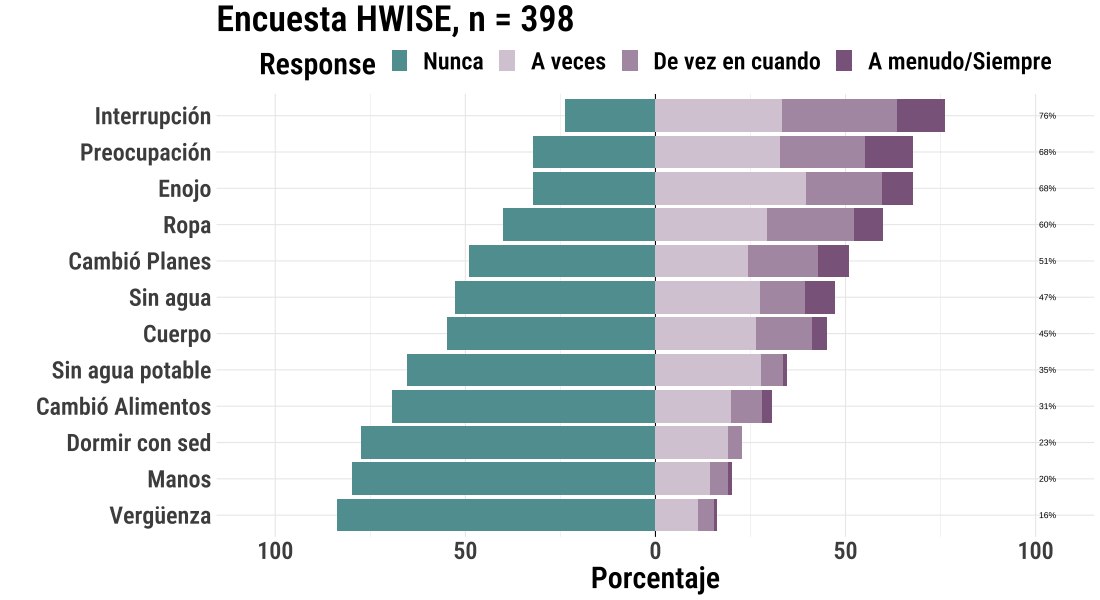 Encuesta HWISE, n = 398
Response Nunca A veces De vez en cuando A menudo/Siempre
Interrupción 76%
Preocupación 68%
Enojo 68%
Ropa 60%
Cambió Planes 51%
Sin agua 47%
Cuerpo 45%
Sin agua potable 35%
Cambió Alimentos 31%
Dormir con sed 23%
Manos 20%
Vergüenza 16%
100 50 0 50 100
Porcentaje